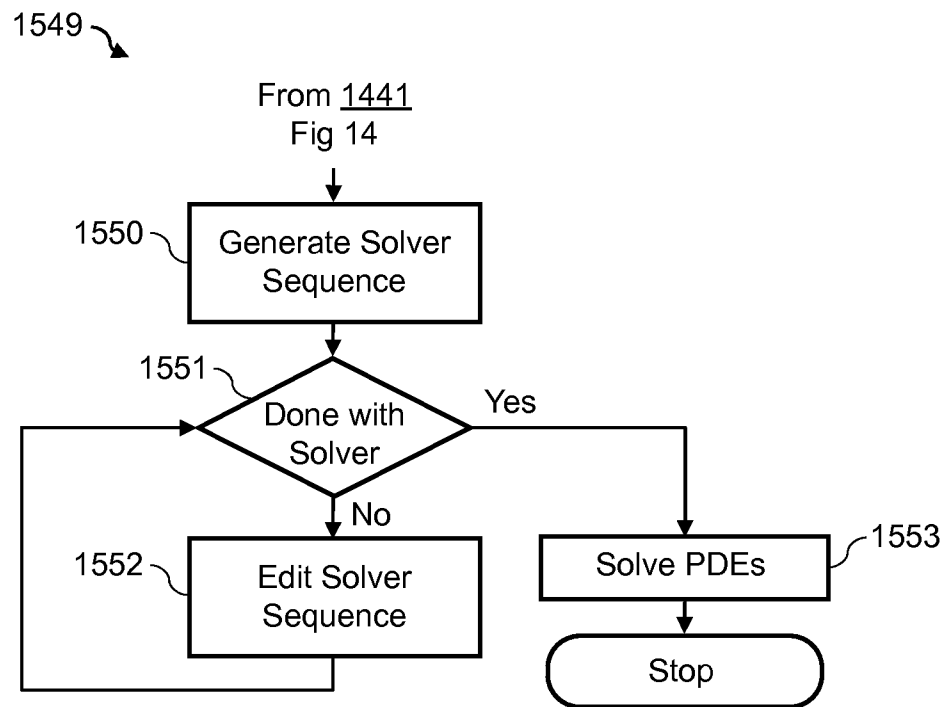 1549
From 1441
Fig 14
1550
Generate Solver
Sequence
1551
Done with
Solver
Yes
No
1552
Edit Solver
Sequence
Solve PDEs
1553
Stop